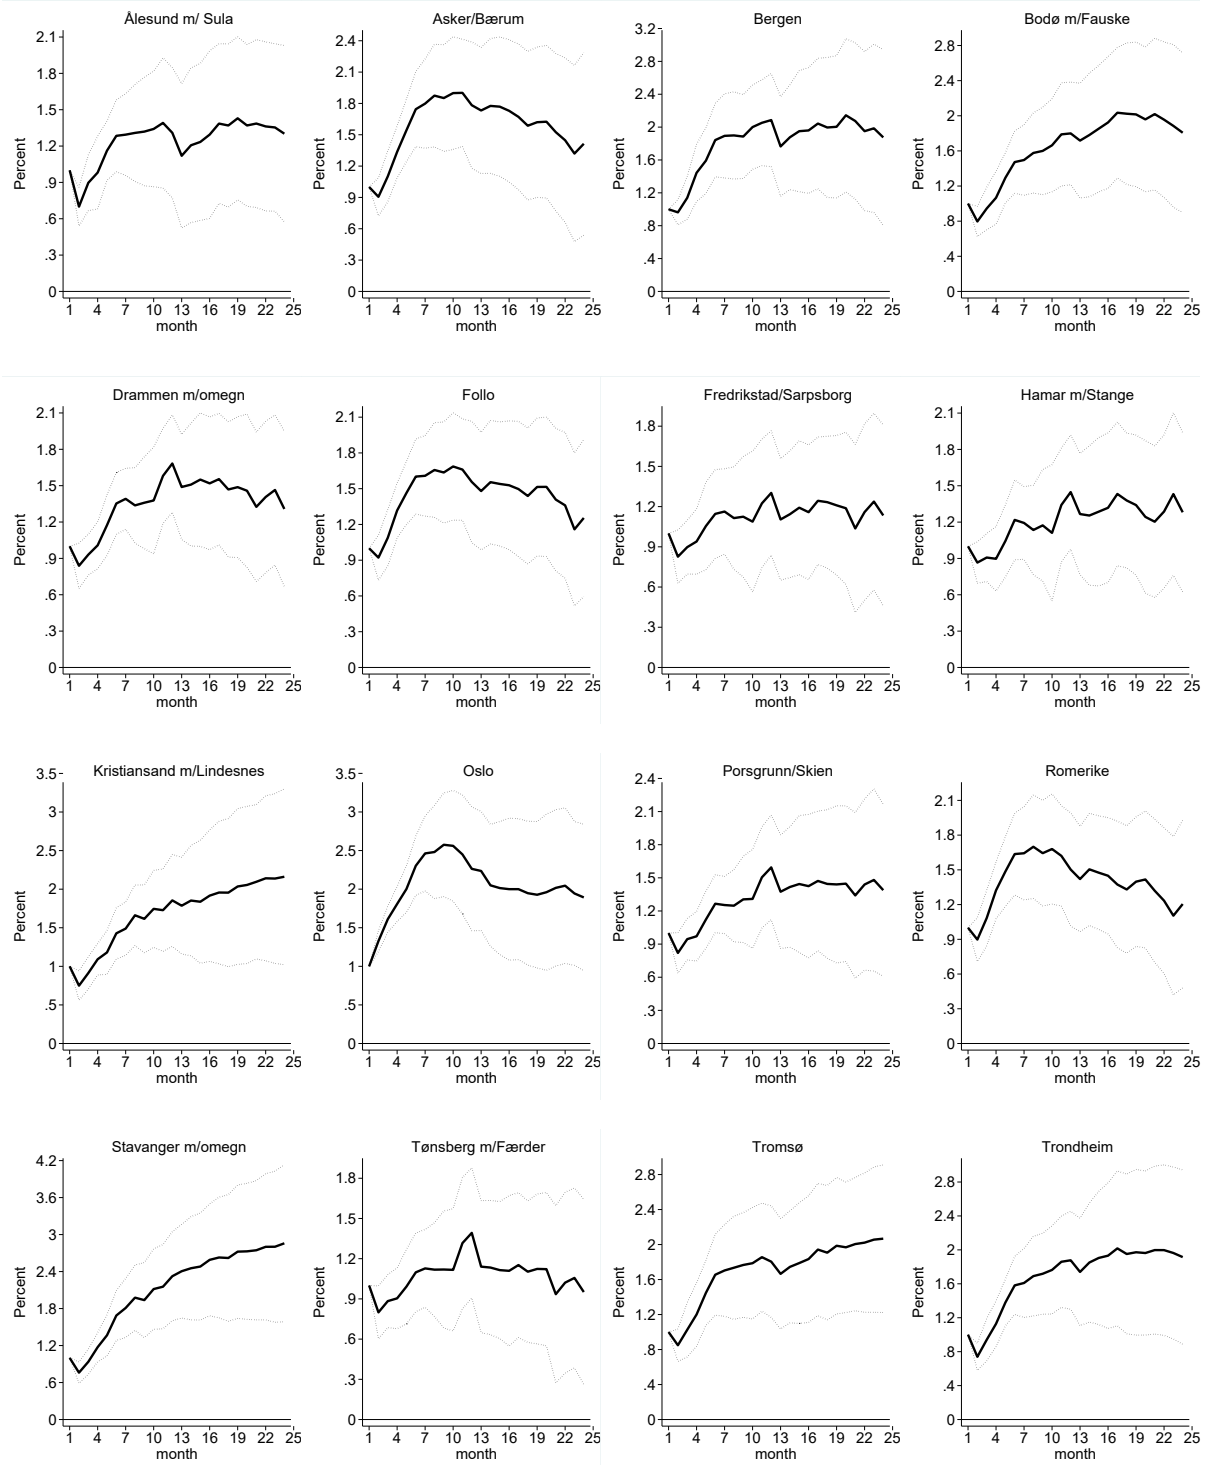 Ålesund m/ Sula
2.1
1.8
1.5
1.2
.9
.6
.3
0
Percent
1 4 7 10 13 16 19 22 25
month
Asker/Bærum
2.4
2.1
1.8
1.5
1.2
.9
.6
.3
0
Percent
1 4 7 10 13 16 19 22 25
month
Bergen
3.2
2.8
2.4
2
1.6
1.2
.8
.4
0
Percent
1 4 7 10 13 16 19 22 25
month
Bodø m/Fauske
2.8
2.4
2
1.6
1.2
.8
.4
0
Percent
1 4 7 10 13 16 19 22 25
month
Drammen m/omegn
2.1
1.8
1.5
1.2
.9
.6
.3
0
Percent
1 4 7 10 13 16 19 22 25
month
Follo
2.1
1.8
1.5
1.2
.9
.6
.3
0
Percent
1 4 7 10 13 16 19 22 25
month
Fredrikstad/Sarpsborg
1.8
1.5
1.2
.9
.6
.3
0
Percent
1 4 7 10 13 16 19 22 25
month
Hamar m/Stange
2.1
1.8
1.5
1.2
.9
.6
.3
0
Percent
1 4 7 10 13 16 19 22 25
month
Kristiansand m/Lindesnes
3.5
3
2.5
2
1.5
1
.5
0
Percent
1 4 7 10 13 16 19 22 25
month
Oslo
3.5
3
2.5
2
1.5
1
.5
0
Percent
1 4 7 10 13 16 19 22 25
month
Porsgrunn/Skien
2.4
2.1
1.8
1.5
1.2
.9
.6
.3
0
Percent
1 4 7 10 13 16 19 22 25
month
Romerike
2.1
1.8
1.5
1.2
.9
.6
.3
0
Percent
1 4 7 10 13 16 19 22 25
month
Stavanger m/omegn
4.2
3.6
3
2.4
1.8
1.2
.6
0
Percent
1 4 7 10 13 16 19 22 25
month
Tønsberg m/Færder
1.8
1.5
1.2
.9
.6
.3
0
Percent
1 4 7 10 13 16 19 22 25
month
Tromsø
2.8
2.4
2
1.6
1.2
.8
.4
0
Percent
1 4 7 10 13 16 19 22 25
month
Trondheim
2.8
2.4
2
1.6
1.2
.8
.4
0
Percent
1 4 7 10 13 16 19 22 25
month